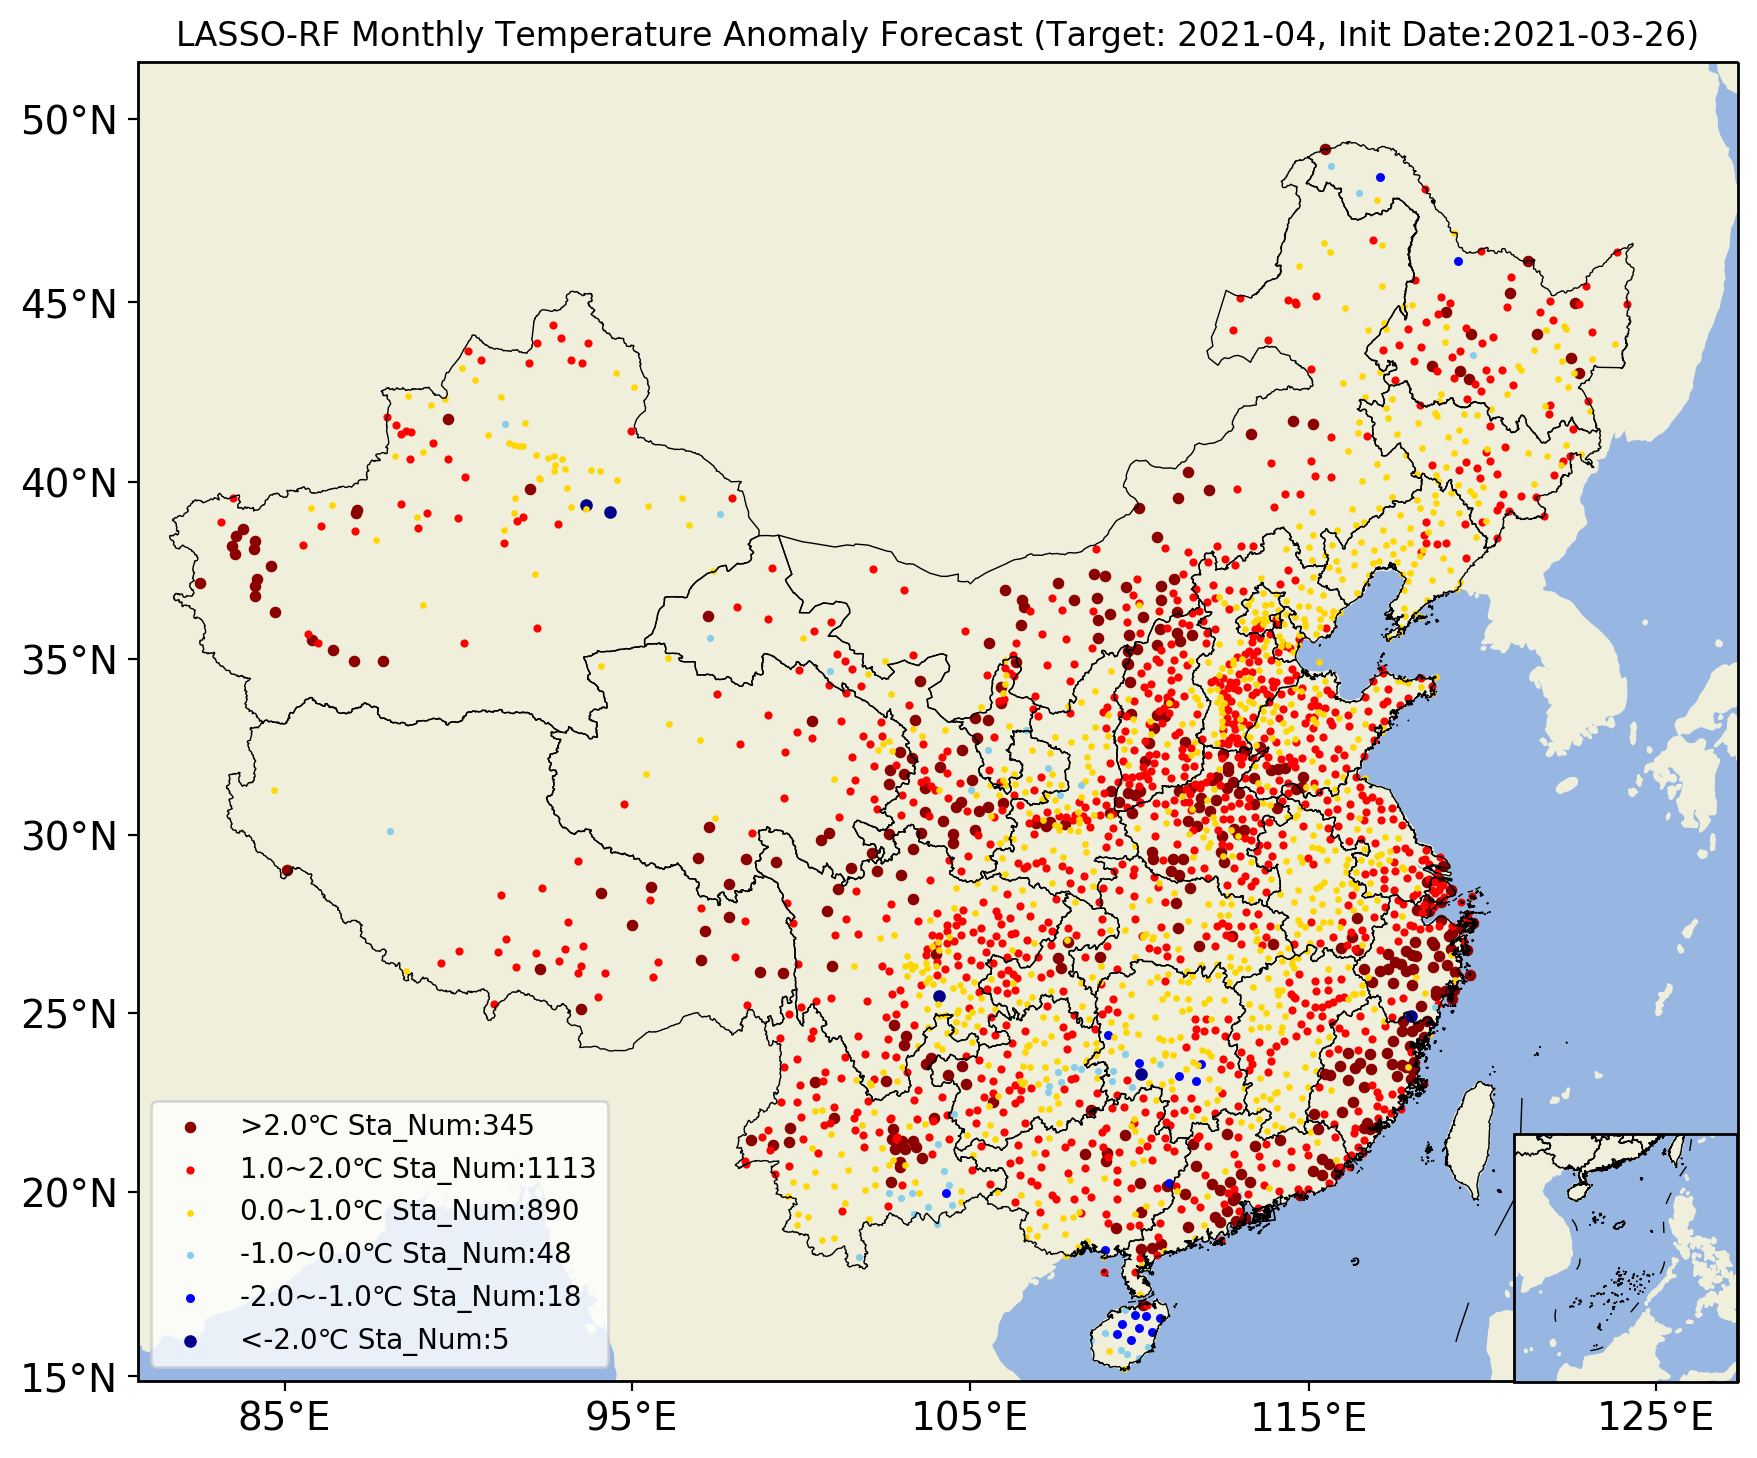 LASSO-RF Monthly Temperature Anomaly Forecast (Target: 2021-04, Init Date:2021-03-26)
50°N
45°N
40°N
35°N
30°N
25°N
20°N
15°N
>2.0℃ Sta_Num:345
1.0~2.0℃ Sta_Num:1113
0.0~1.0℃ Sta_Num:890
-1.0~0.0℃ Sta_Num:48
-2.0~-1.0℃ Sta_Num:18
<-2.0℃ Sta_Num:5
85°E 95°E 105°E 115°E 125°E